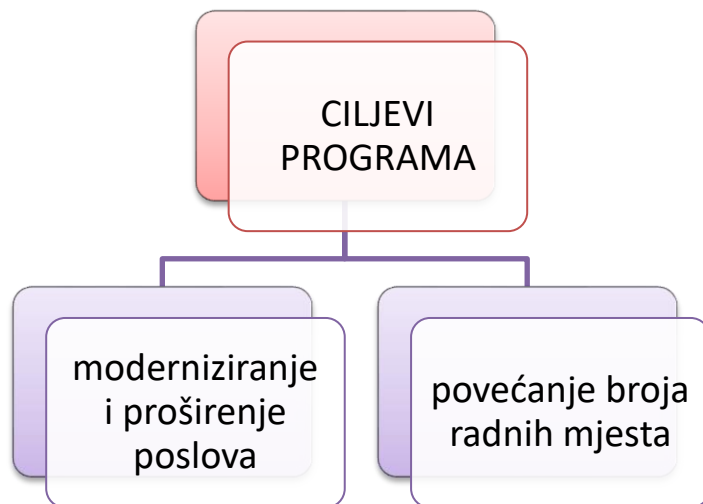 CILJEVI
PROGRAMA
moderniziranje
i proširenje
poslova
povećanje broja
radnih mjesta